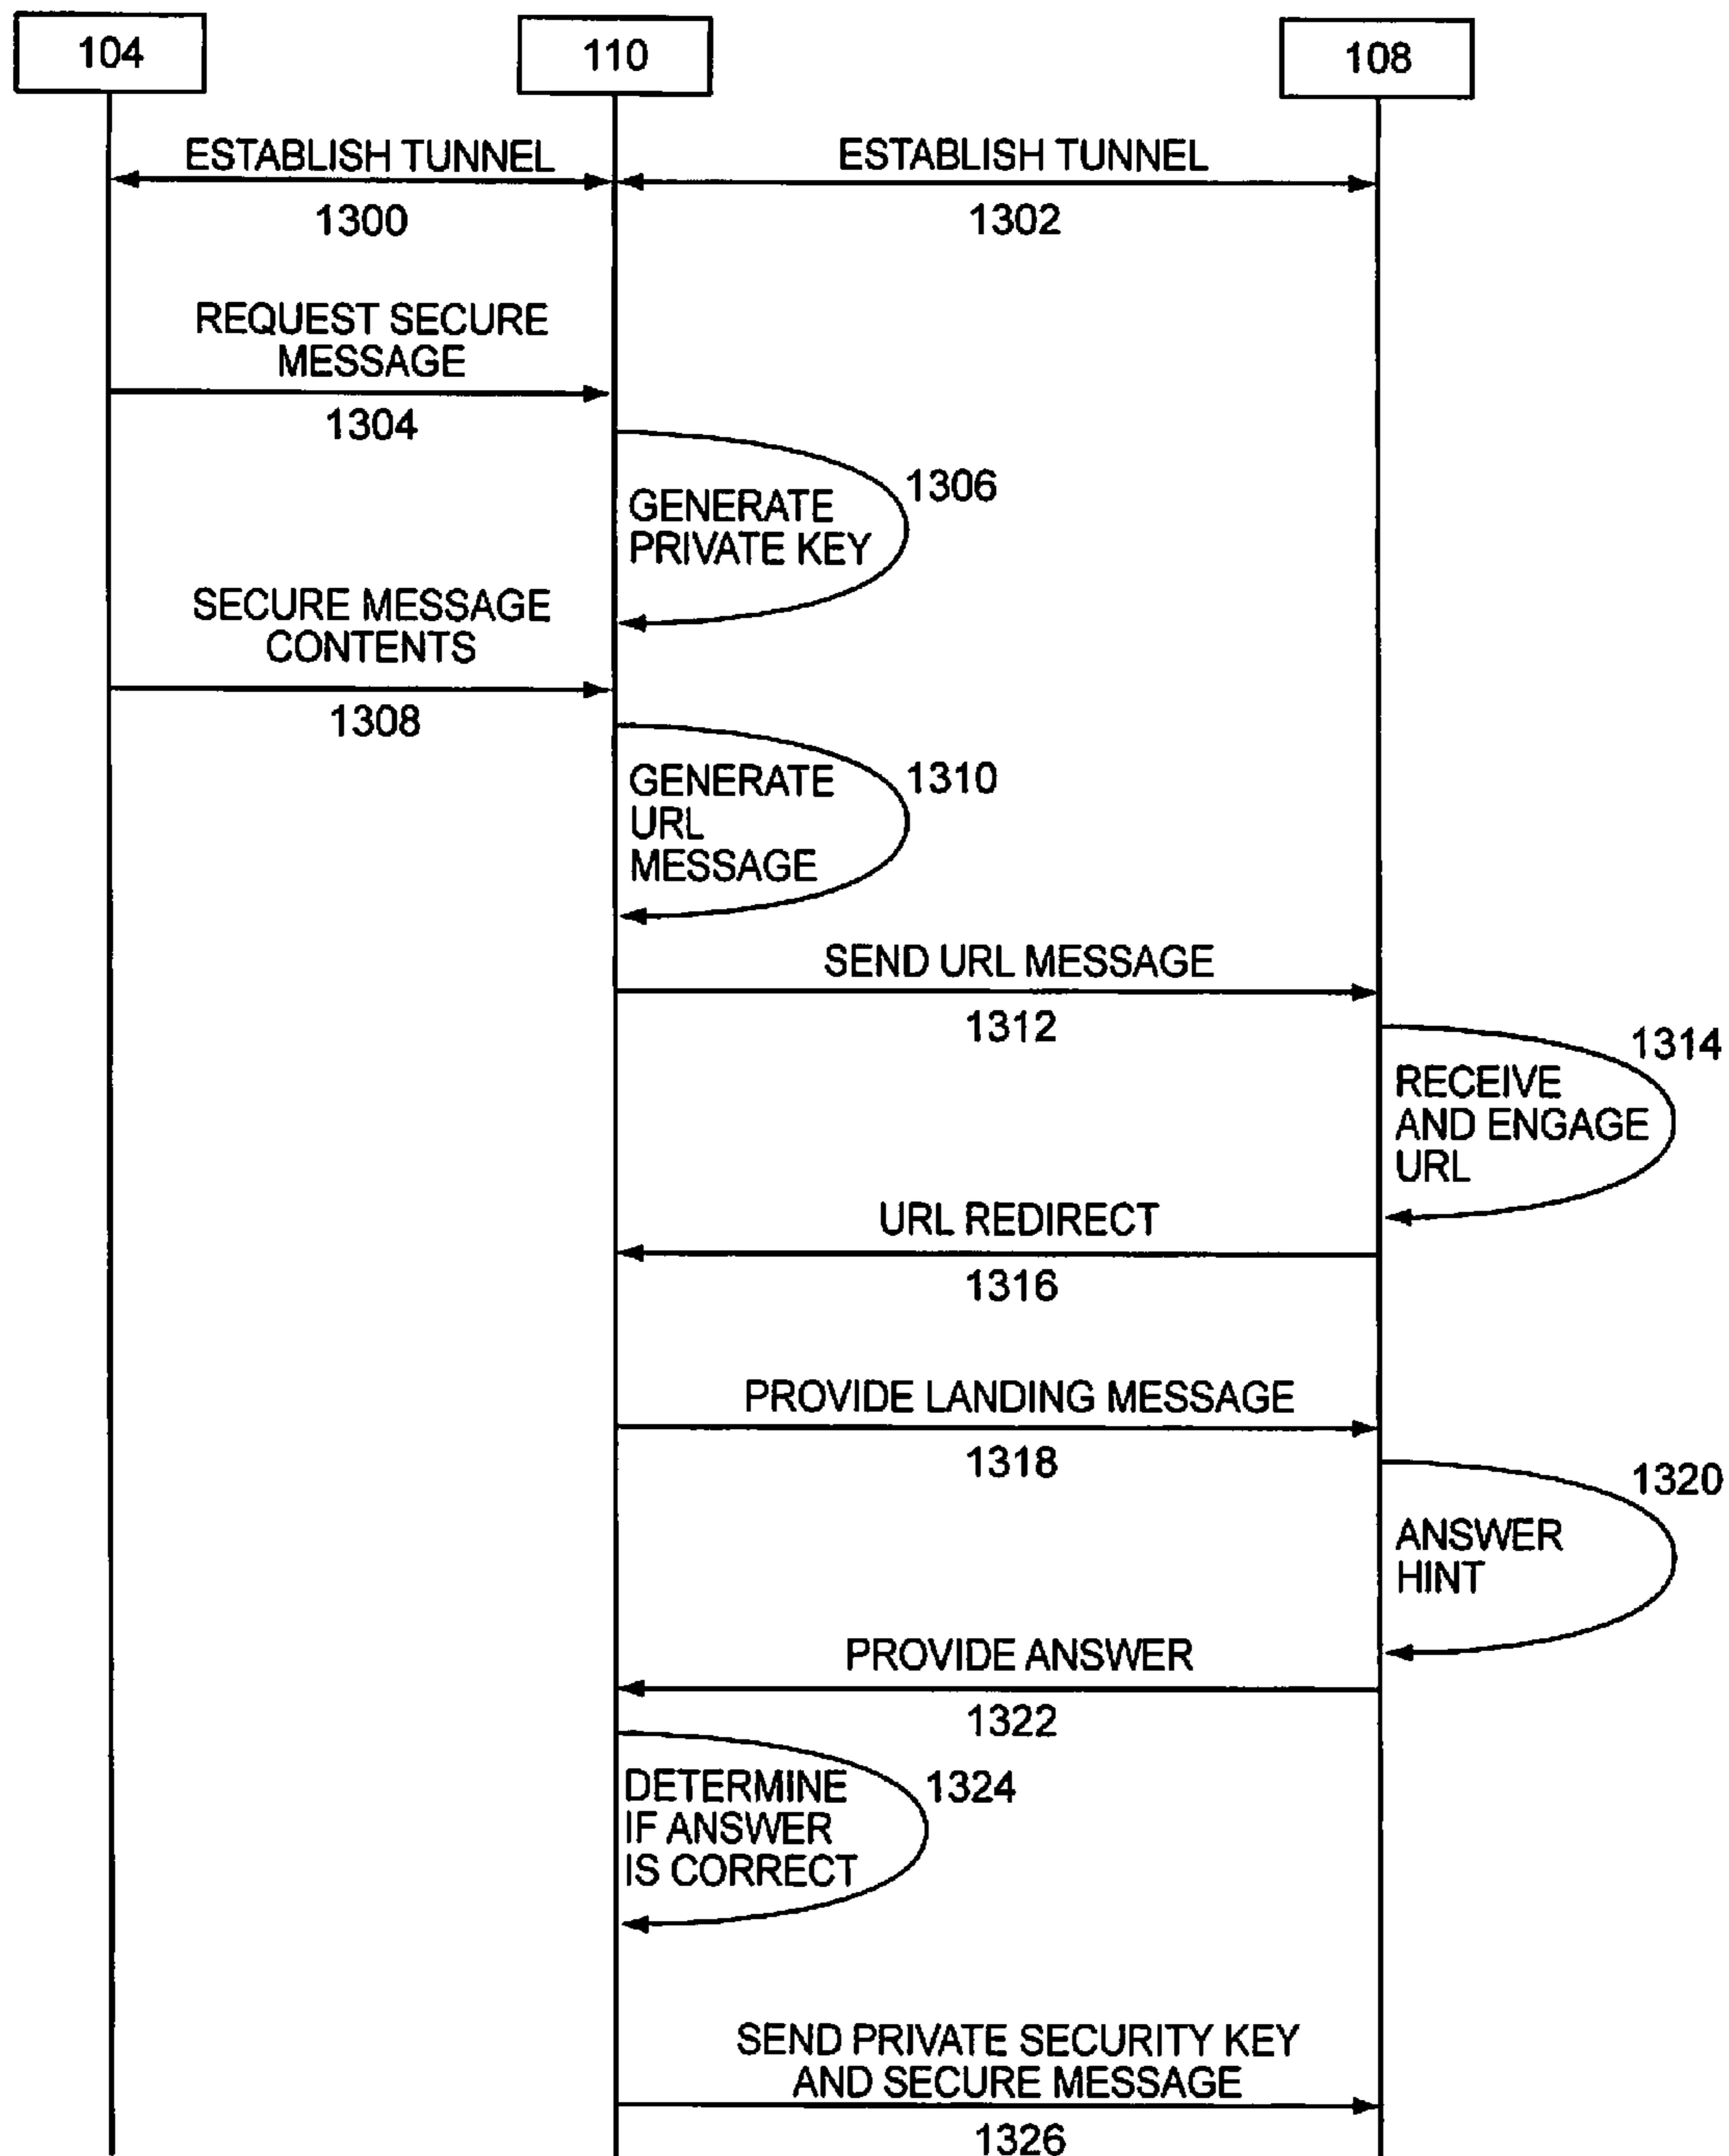 104
110
108
ESTABLISH TUNNEL
1300
ESTABLISH TUNNEL
1302
REQUEST SECURE
MESSAGE
1304
1306
GENERATE
PRIVATE KEY
SECURE MESSAGE
CONTENTS
1308
1310
GENERATE
URL
MESSAGE
SEND URL MESSAGE
1312
1314
RECEIVE
AND ENGAGE
URL
URL REDIRECT
1316
PROVIDE LANDING MESSAGE
1318
1320
ANSWER
HINT
PROVIDE ANSWER
1322
1324
DETERMINE
IF ANSWER
IS CORRECT
SEND PRIVATE SECURITY KEY
AND SECURE MESSAGE
1326